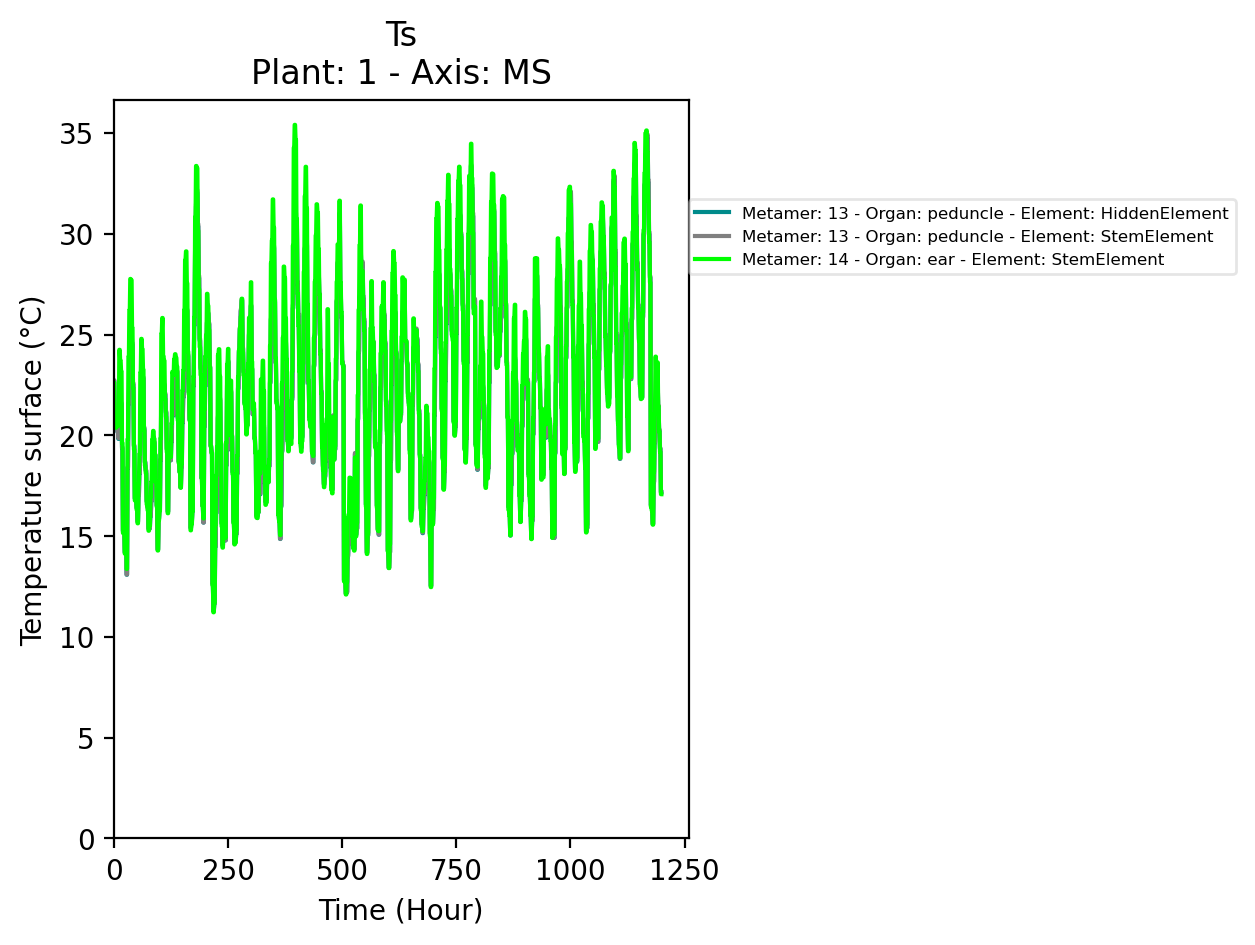 Ts
Plant: 1 - Axis: MS
35
30
25
20
15
10
5
0
Temperature surface (°C)
Metamer: 13 - Organ: peduncle - Element: HiddenElement
Metamer: 13 - Organ: peduncle - Element: StemElement
Metamer: 14 - Organ: ear - Element: StemElement
0 250 500 750 1000 1250
Time (Hour)